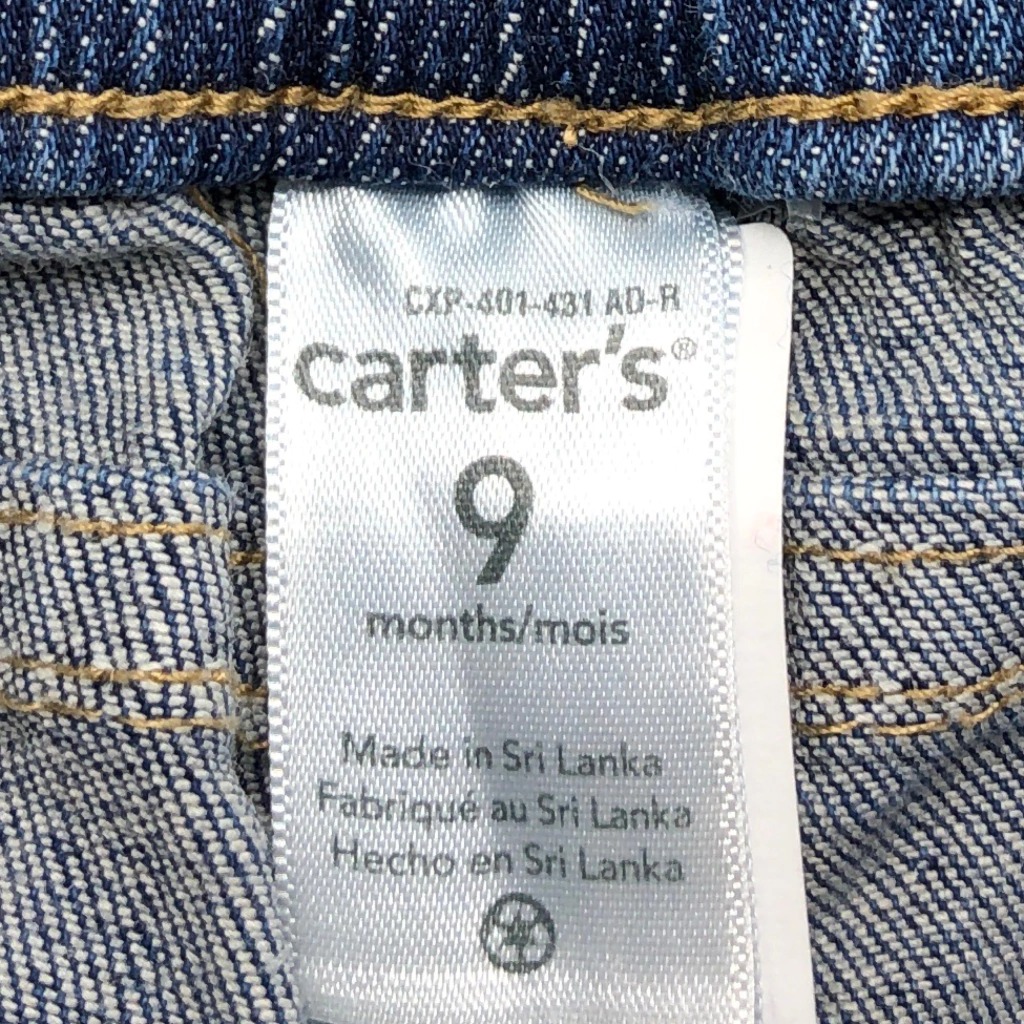 CXP-401-431 AD-R
carter's®
9
months/mois
Made in Sri Lanka
Fabriqué au Sri Lanka
Hecho en Sri Lanka